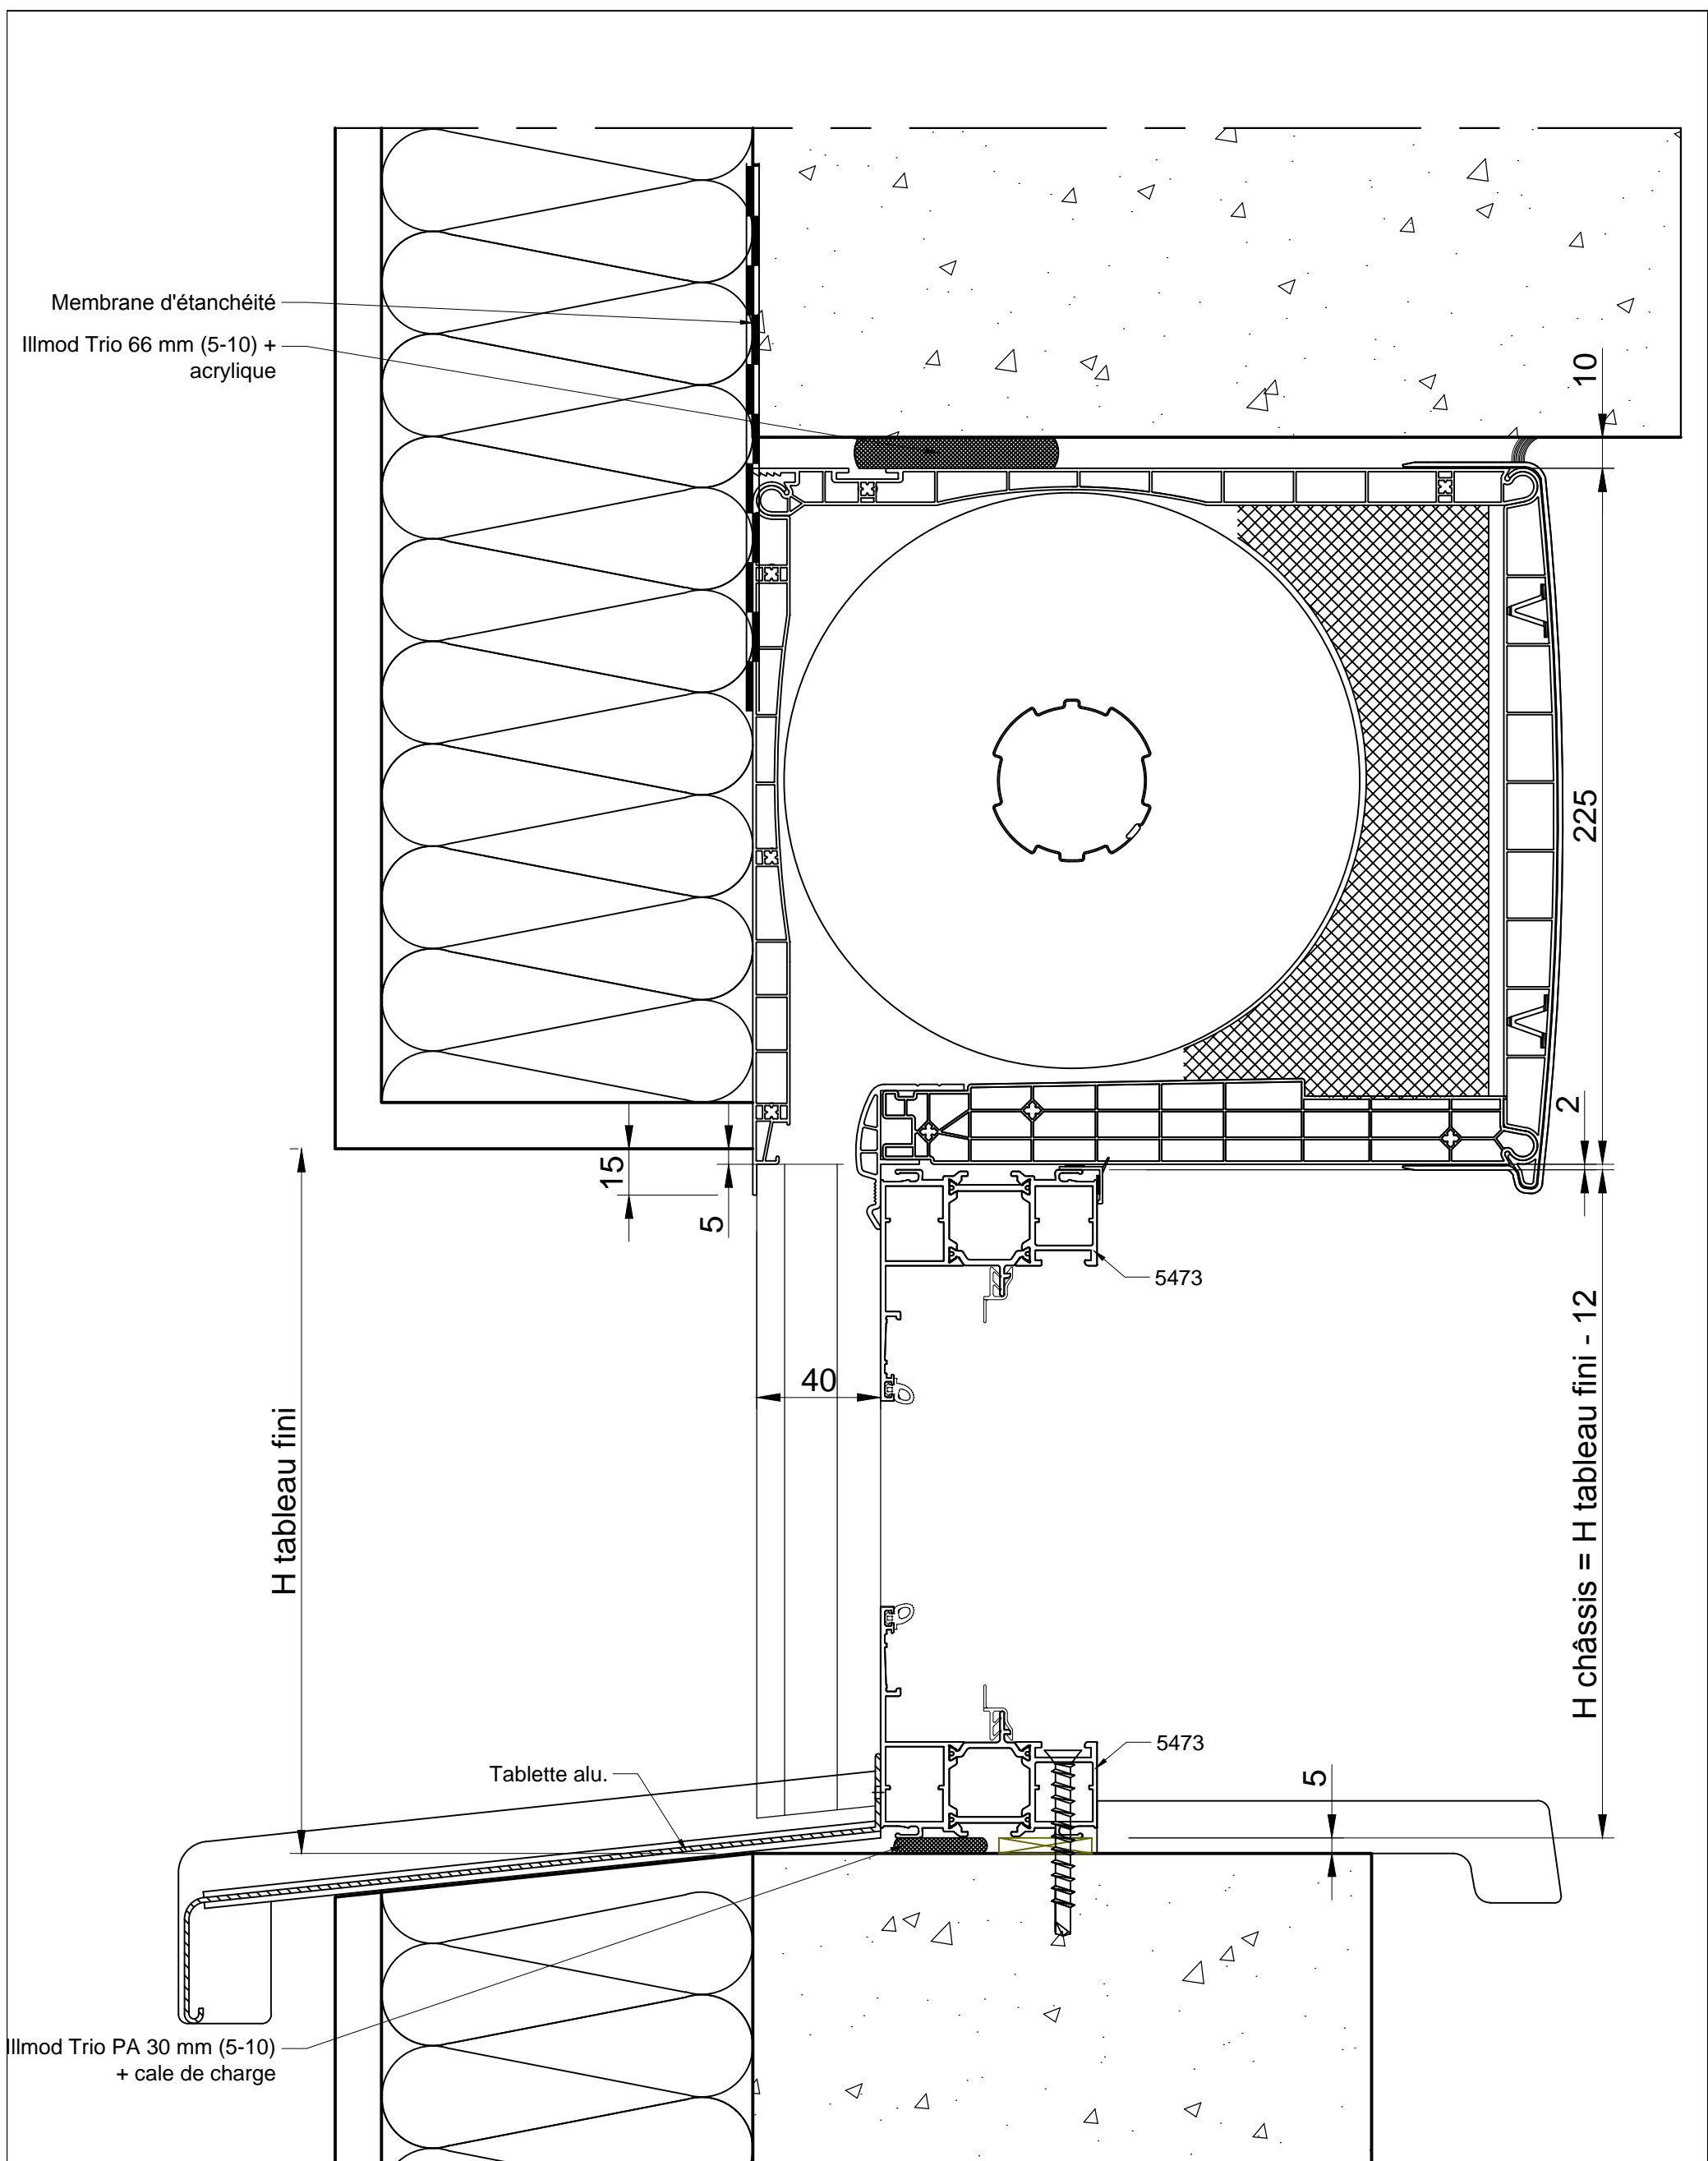 Membrane d'étanchéité
Illmod Trio 66 mm (5-10) +
acrylique
10
225
2
15
5
5473
40
H tableau fini
H châssis = H tableau fini - 12
5473
Tablette alu.
5
Illmod Trio PA 30 mm (5-10)
+ cale de charge